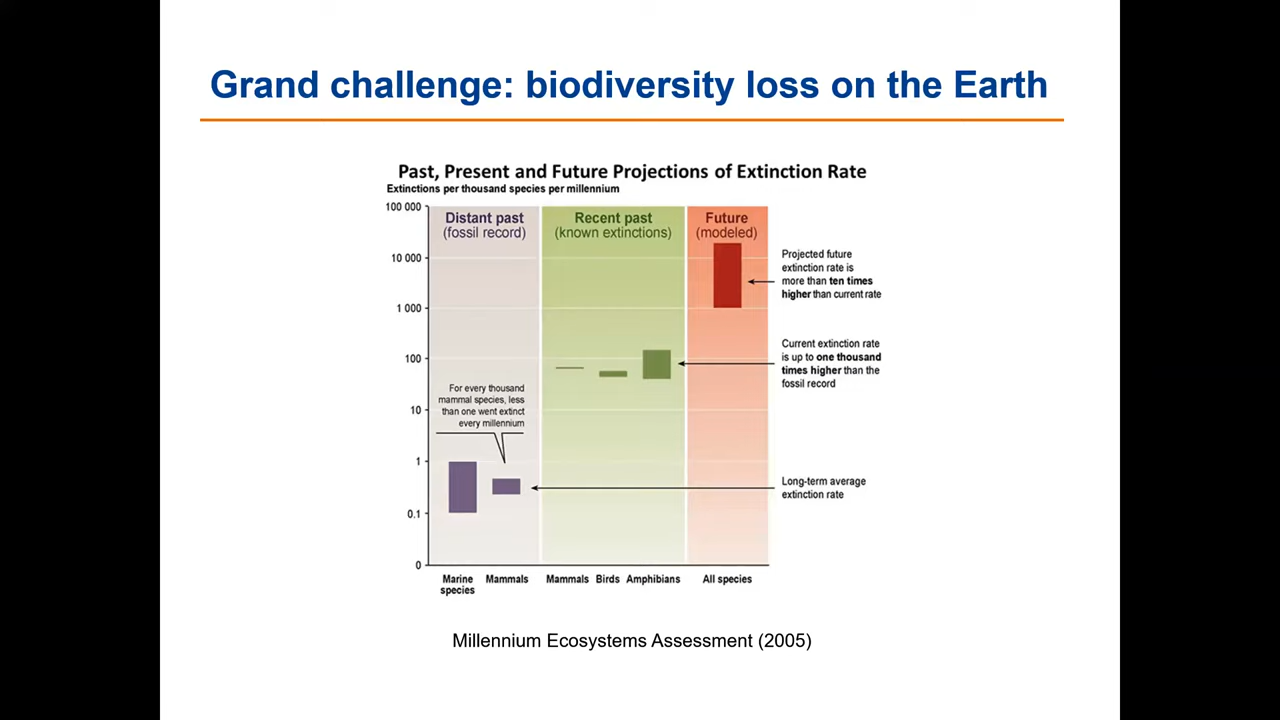 Grand challenge: biodiversity loss on the Earth
Past, Present and Future Projections of Extinction Rate
Extinctions per thousand species per millennium
100 000
10 000
1 000
100
10
1
0.1
0
Distant past
(fossil record)
Recent past
(known extinctions)
Future
(modeled)
For every thousand
mammal species, less
than one went extinct
every millennium
Projected future
extinction rate is
more than ten times
higher than current rate
Current extinction rate
is up to one thousand
times higher than the
fossil record
Long-term average
extinction rate
Marine
species
Mammals
Mammals
Birds
Amphibians
All species
Millennium Ecosystems Assessment (2005)